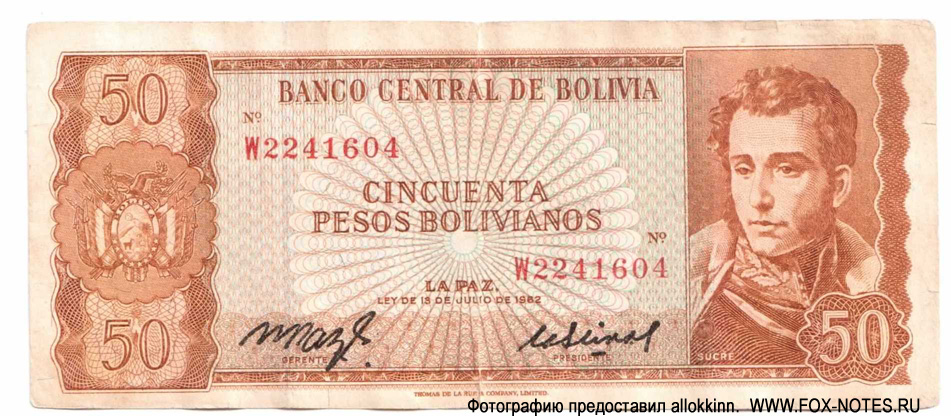 50
BANCO CENTRAL DE BOLIVIA
Nº
W2241604
CINCUENTA
PESOS BOLIVIANOS
Nº
W2241604
BOLIVIA
LA PAZ.
LEY DE 13 DE JULIO DE 1962
GERENTE
PRESIDENTE
SUCRE
50
50
THOMAS DE LA RUE & COMPANY, LIMITED.
Фотографию предоставил allokkinn. WWW.FOX-NOTES.RU